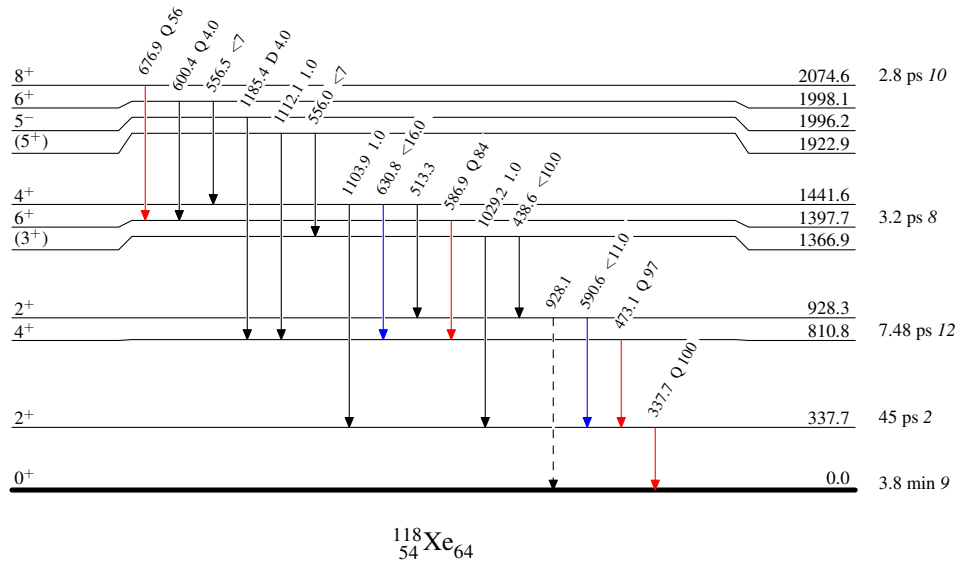 676.9 Q 56
600.4 Q 4.0
556.5 <7
1185.4 D 4.0
1112.1 1.0
556.0 <7
8+ 2074.6 2.8 ps 10
6+ 1998.1
5− 1996.2
(5+) 1922.9
1103.9 1.0
630.8 <16.0
513.3
586.9 Q 84
1029.2 1.0
438.6 <10.0
4+ 1441.6
6+ 1397.7 3.2 ps 8
(3+) 1366.9
928.1
590.6 <11.0
473.1 Q 97
2+ 928.3
4+ 810.8 7.48 ps 12
337.7 Q 100
2+ 337.7 45 ps 2
0+ 0.0 3.8 min 9
118 54 Xe 64